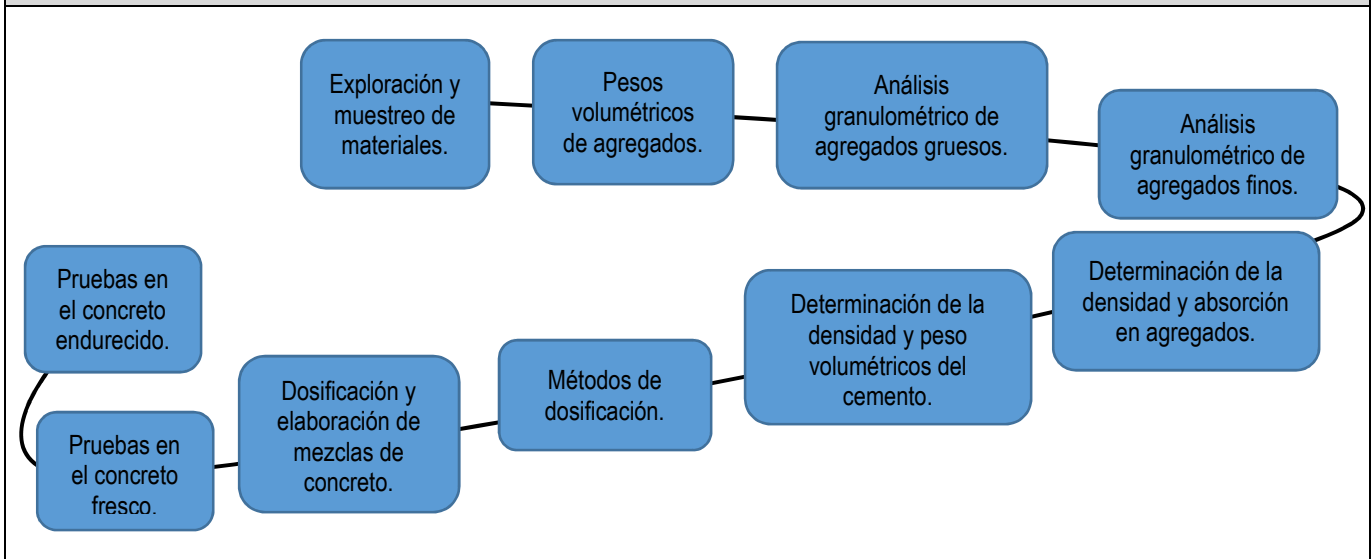 Exploración y
muestreo de
materiales.
Pesos
volumétricos
de agregados.
Análisis
granulométrico de
agregados gruesos.
Análisis
granulométrico de
agregados finos.
Determinación de la
densidad y absorción
en agregados.
Determinación de la
densidad y peso
volumétricos del
cemento.
Métodos de
dosificación.
Dosificación y
elaboración de
mezclas de
concreto.
Pruebas en
el concreto
fresco.
Pruebas en
el concreto
endurecido.